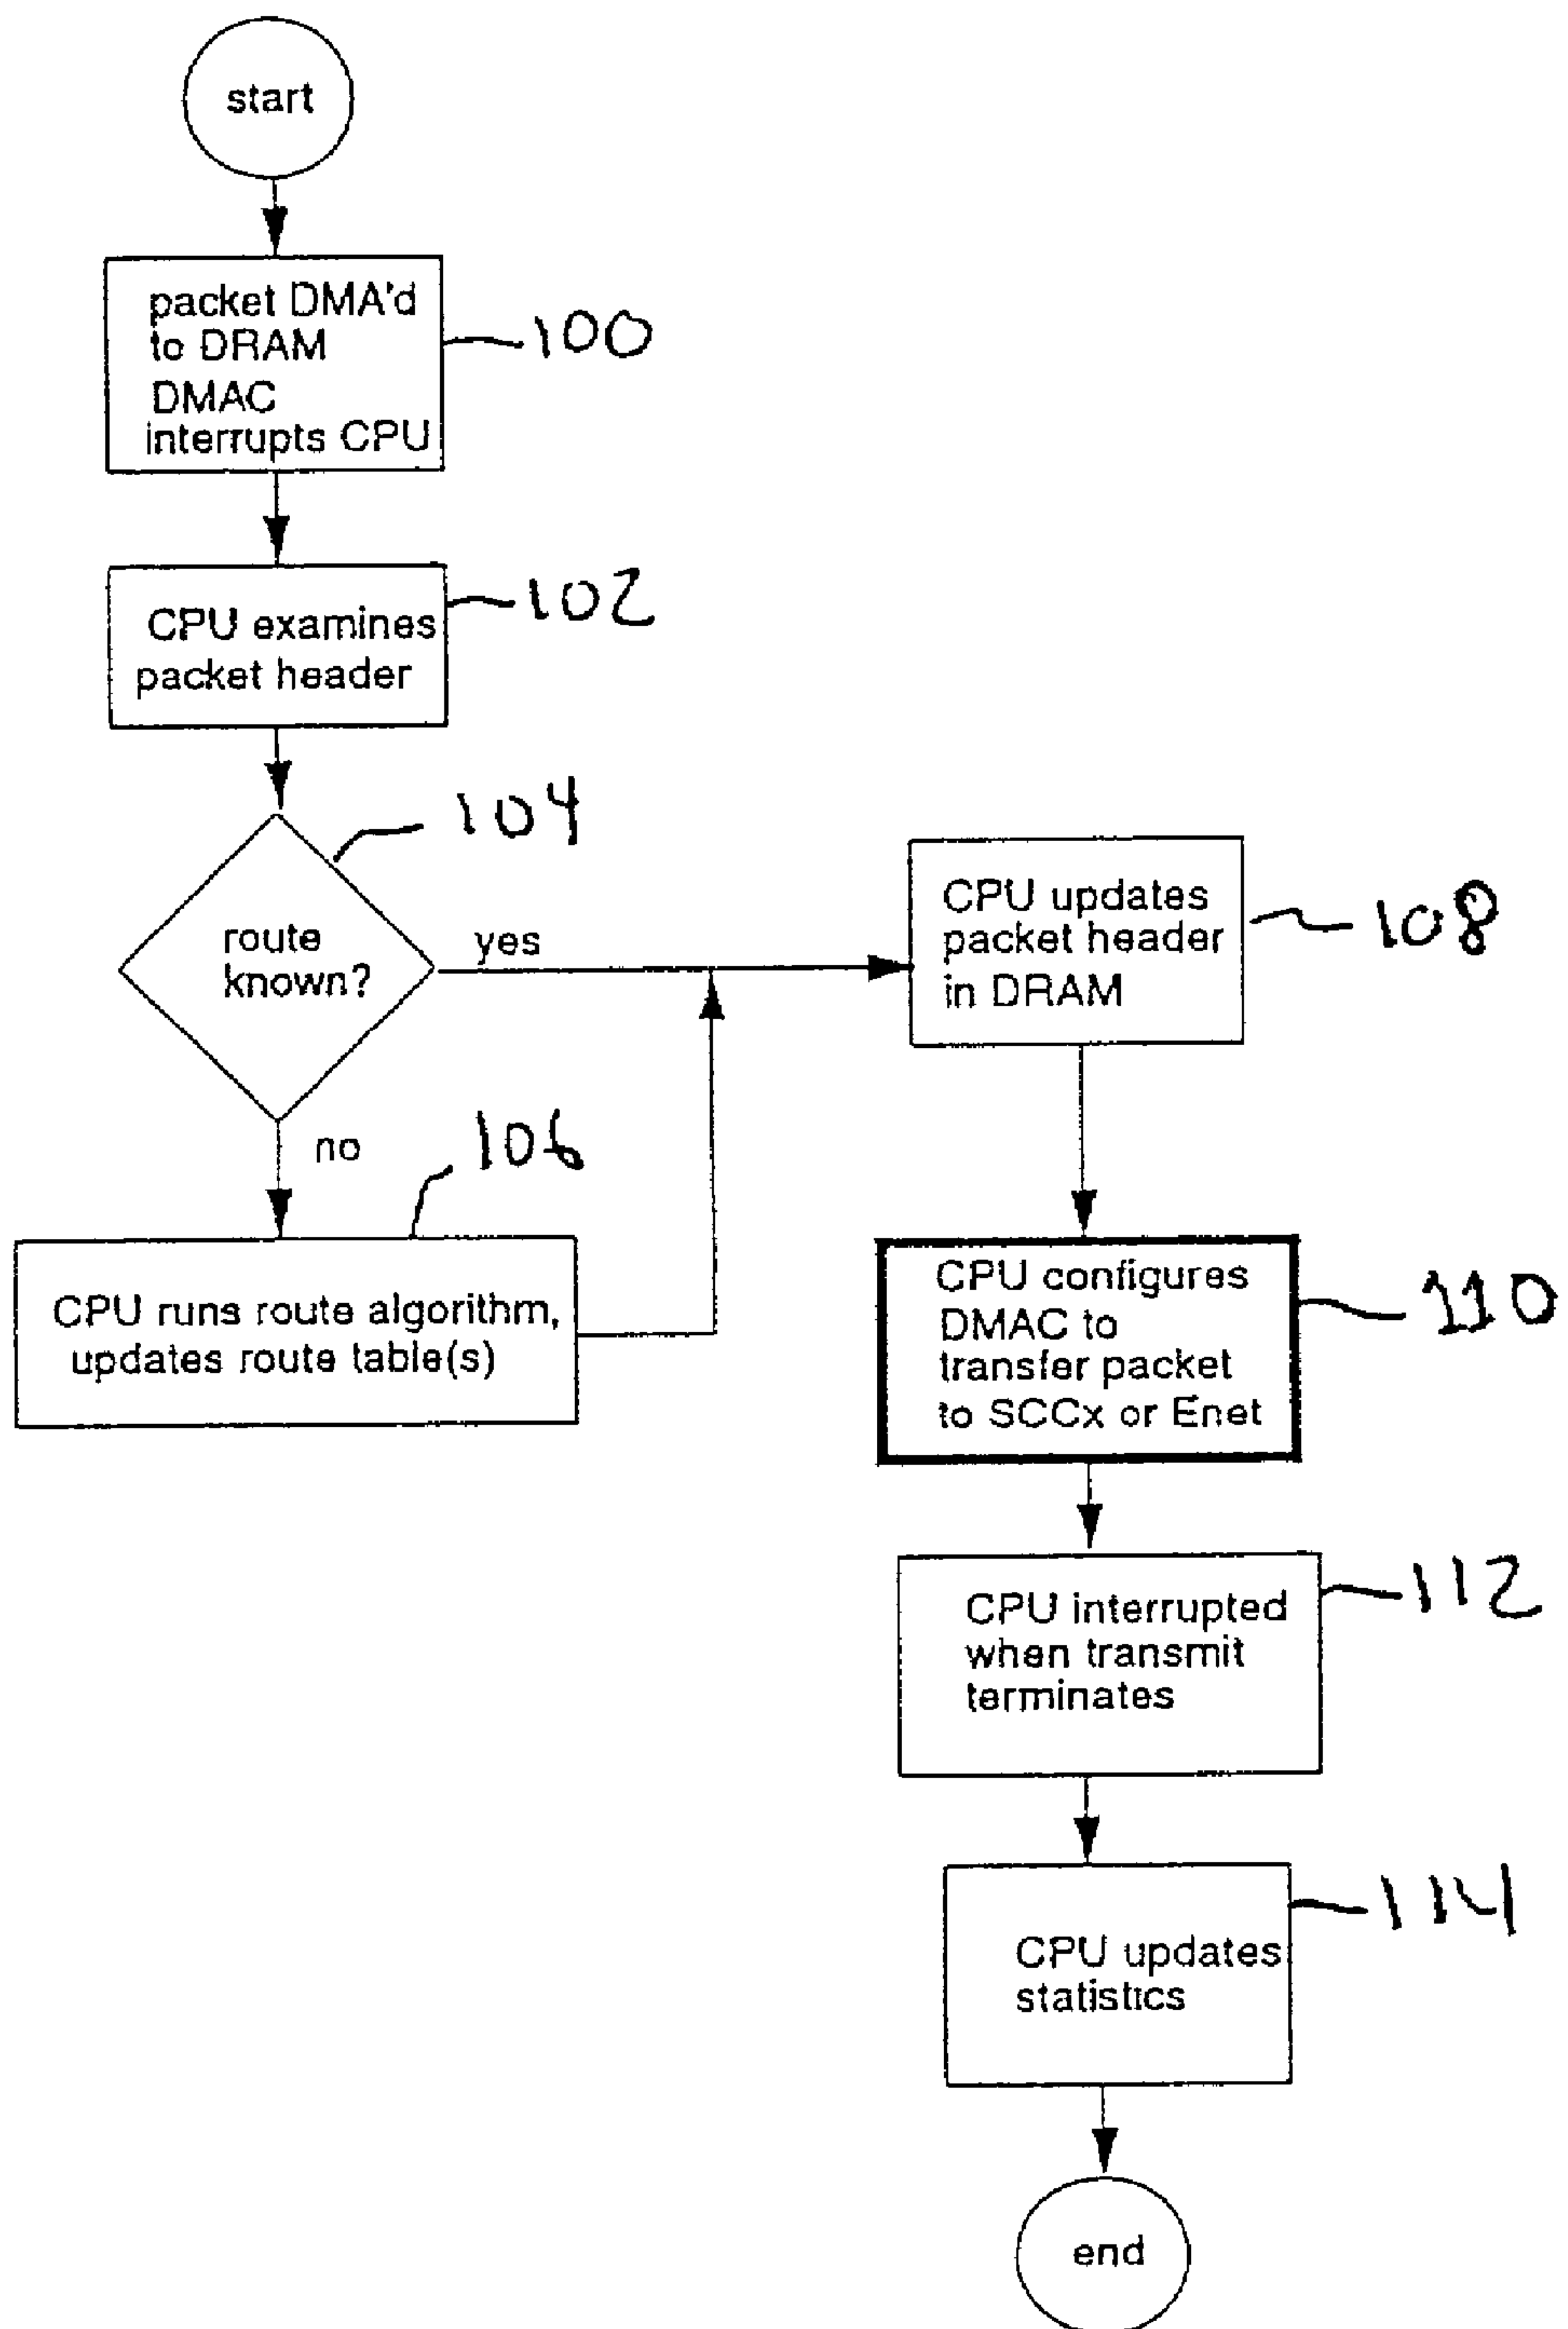 start
packet DMA'd
to DRAM
DMAC
interrupts CPU
100
CPU examines
packet header
102
104
route
known?
yes
no
106
CPU runs route algorithm,
updates route table(s)
CPU updates
packet header
in DRAM
108
CPU configures
DMAC to
transfer packet
to SCCx or Enet
110
CPU interrupted
when transmit
terminates
112
CPU updates
statistics
114
end